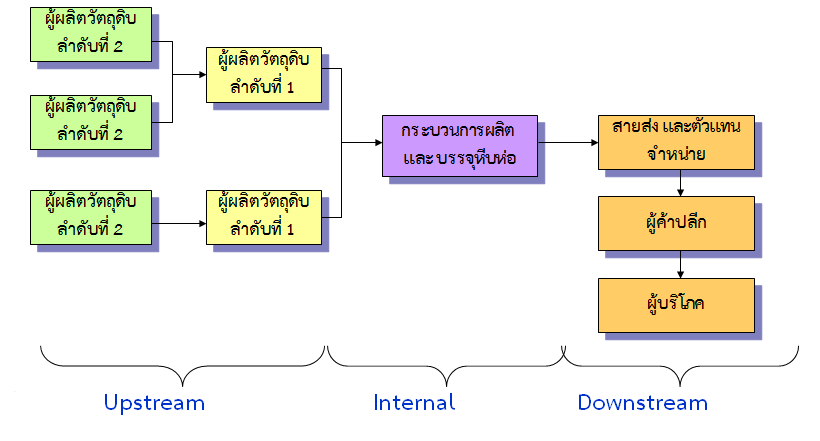 ผู้ผลิตวัตถุดิบ
ลำดับที่ 2
ผู้ผลิตวัตถุดิบ
ลำดับที่ 2
ผู้ผลิตวัตถุดิบ
ลำดับที่ 2
ผู้ผลิตวัตถุดิบ
ลำดับที่ 1
ผู้ผลิตวัตถุดิบ
ลำดับที่ 1
กระบวนการผลิต
และ บรรจุหีบห่อ
สายส่ง และตัวแทน
จำหน่าย
ผู้ค้าปลีก
ผู้บริโภค
Upstream
Internal
Downstream